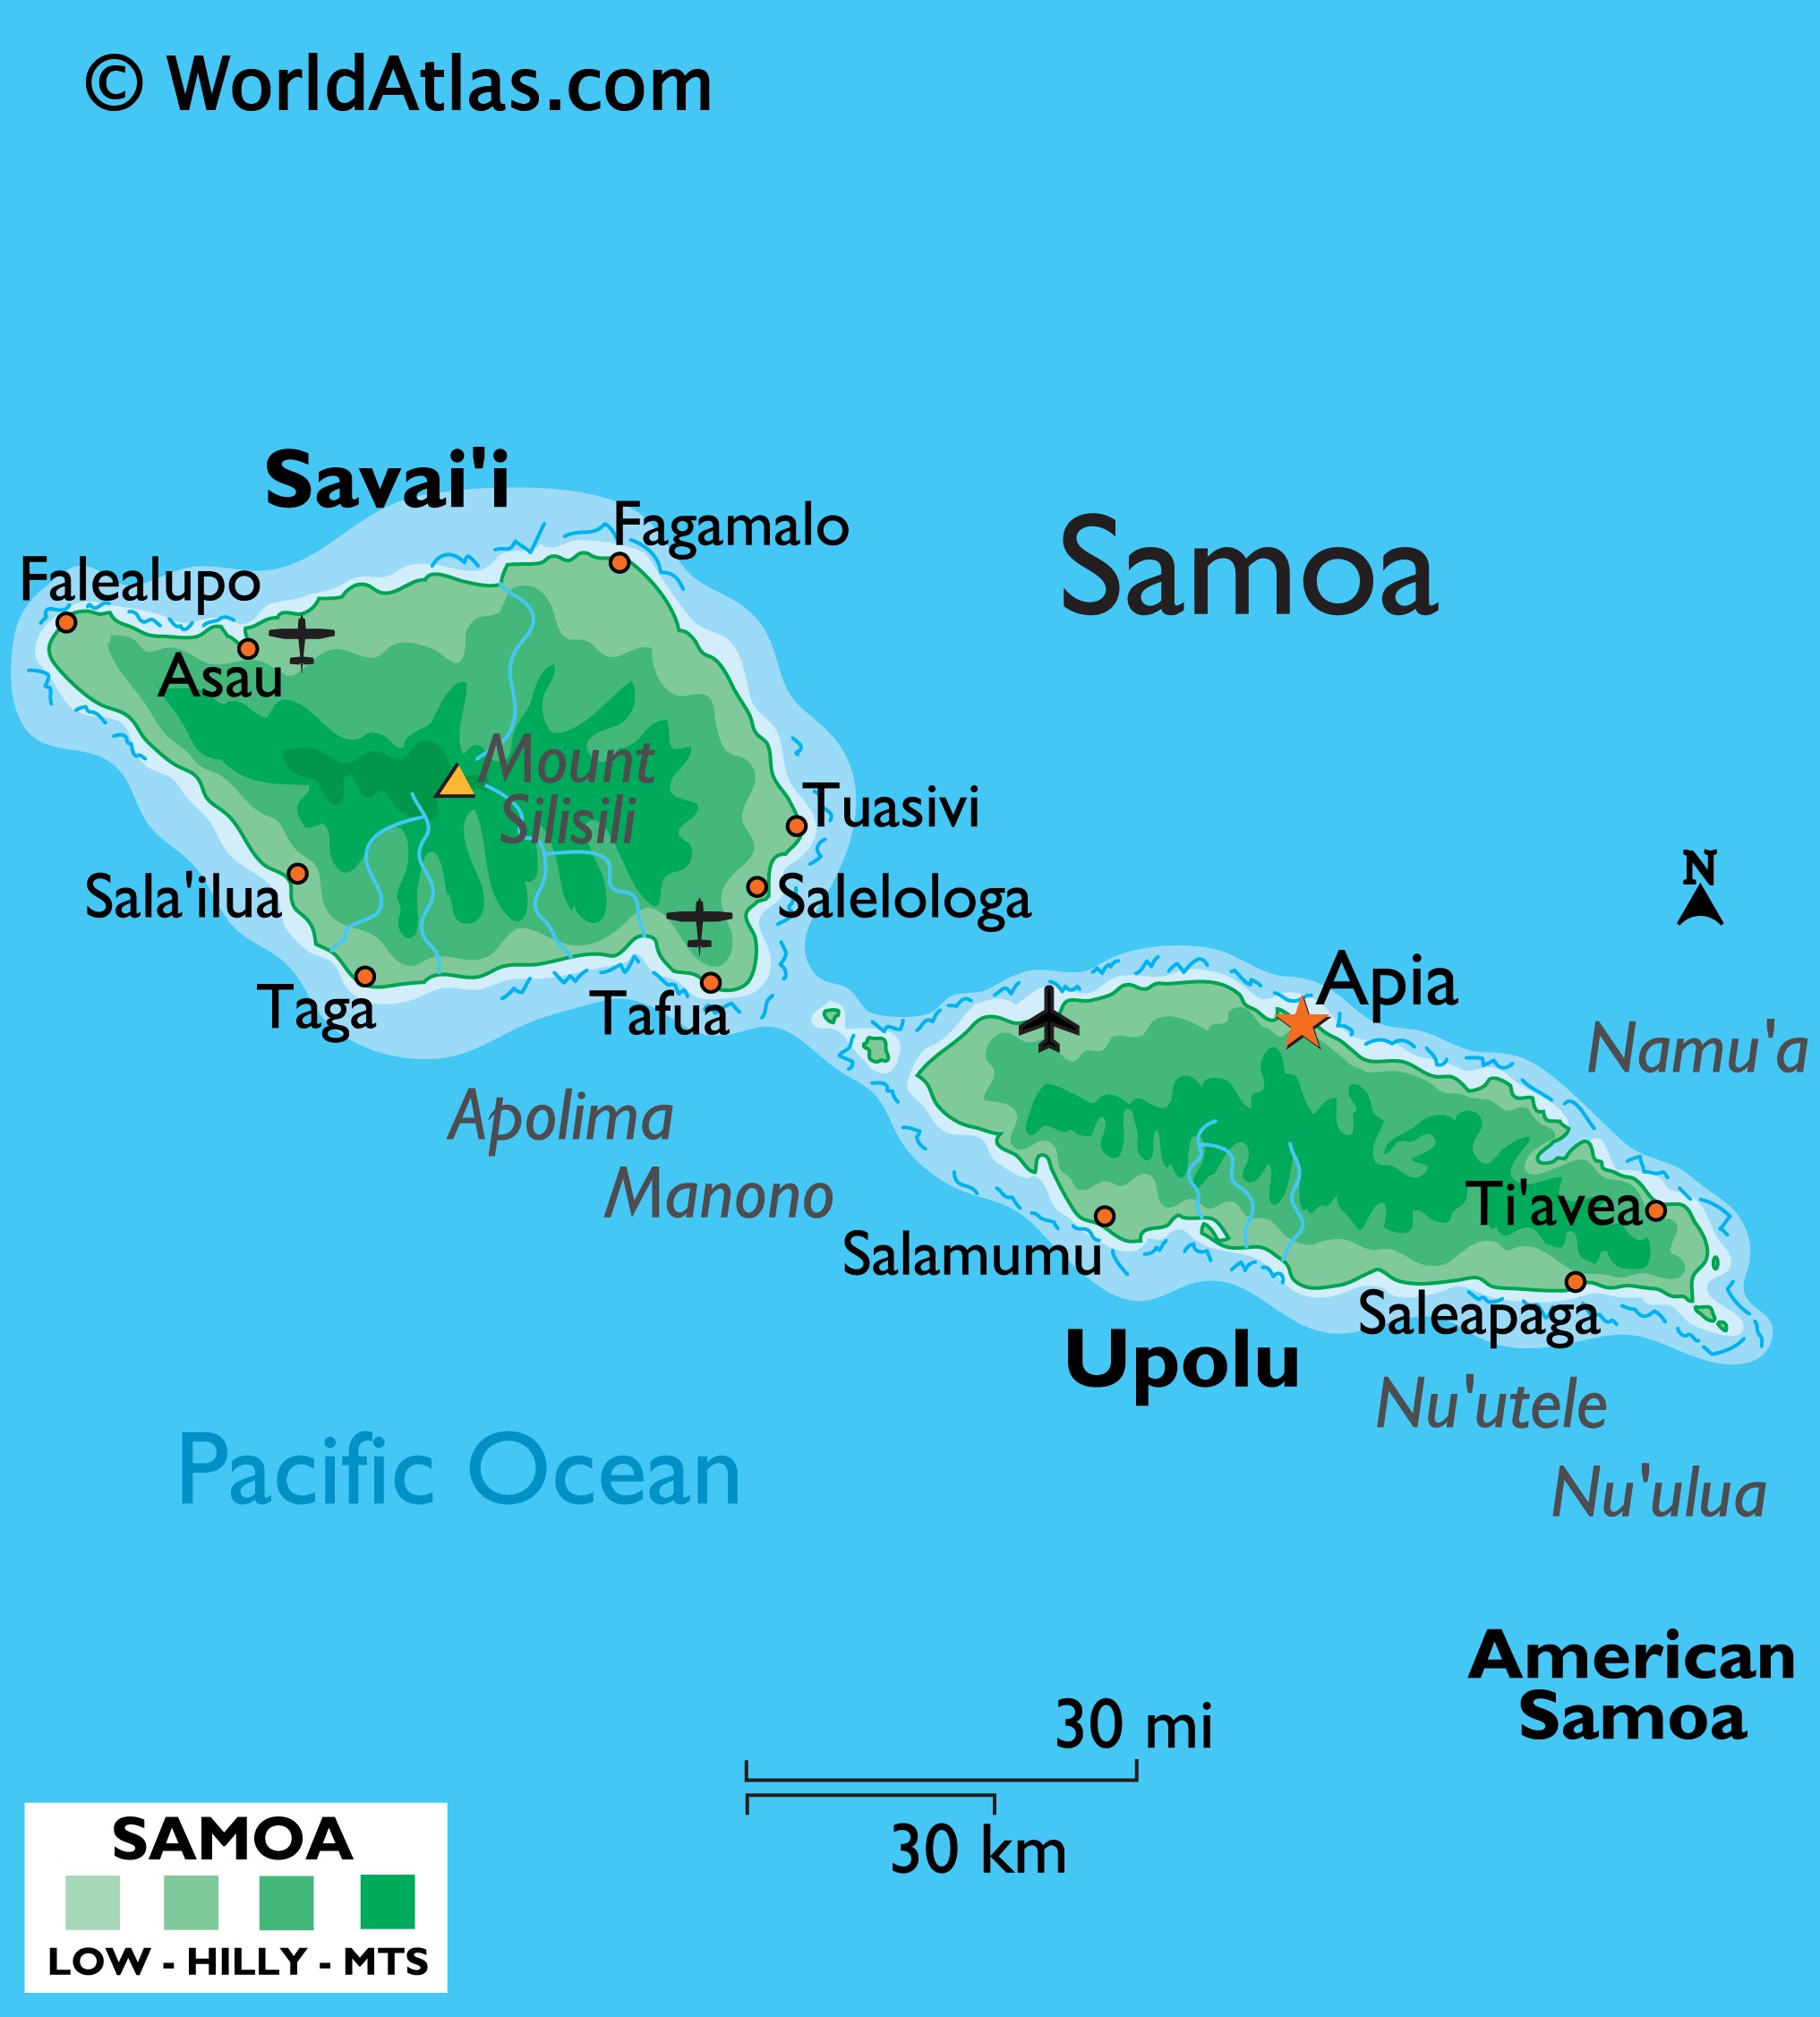 © WorldAtlas.com
Savai'i
Fagamalo
Samoa
Falealupo
Asau
Mount
Silisili
Tuasivi
Sala'ilua
Salelologa
N
Taga
Tafua
Apia
Namu'a
Apolima
Manono
Ti'avea
Salamumu
Saleapaga
Upolu
Nu'utele
Pacific Ocean
Nu'ulua
American
Samoa
30 mi
30 km
SAMOA
LOW - HILLY - MTS